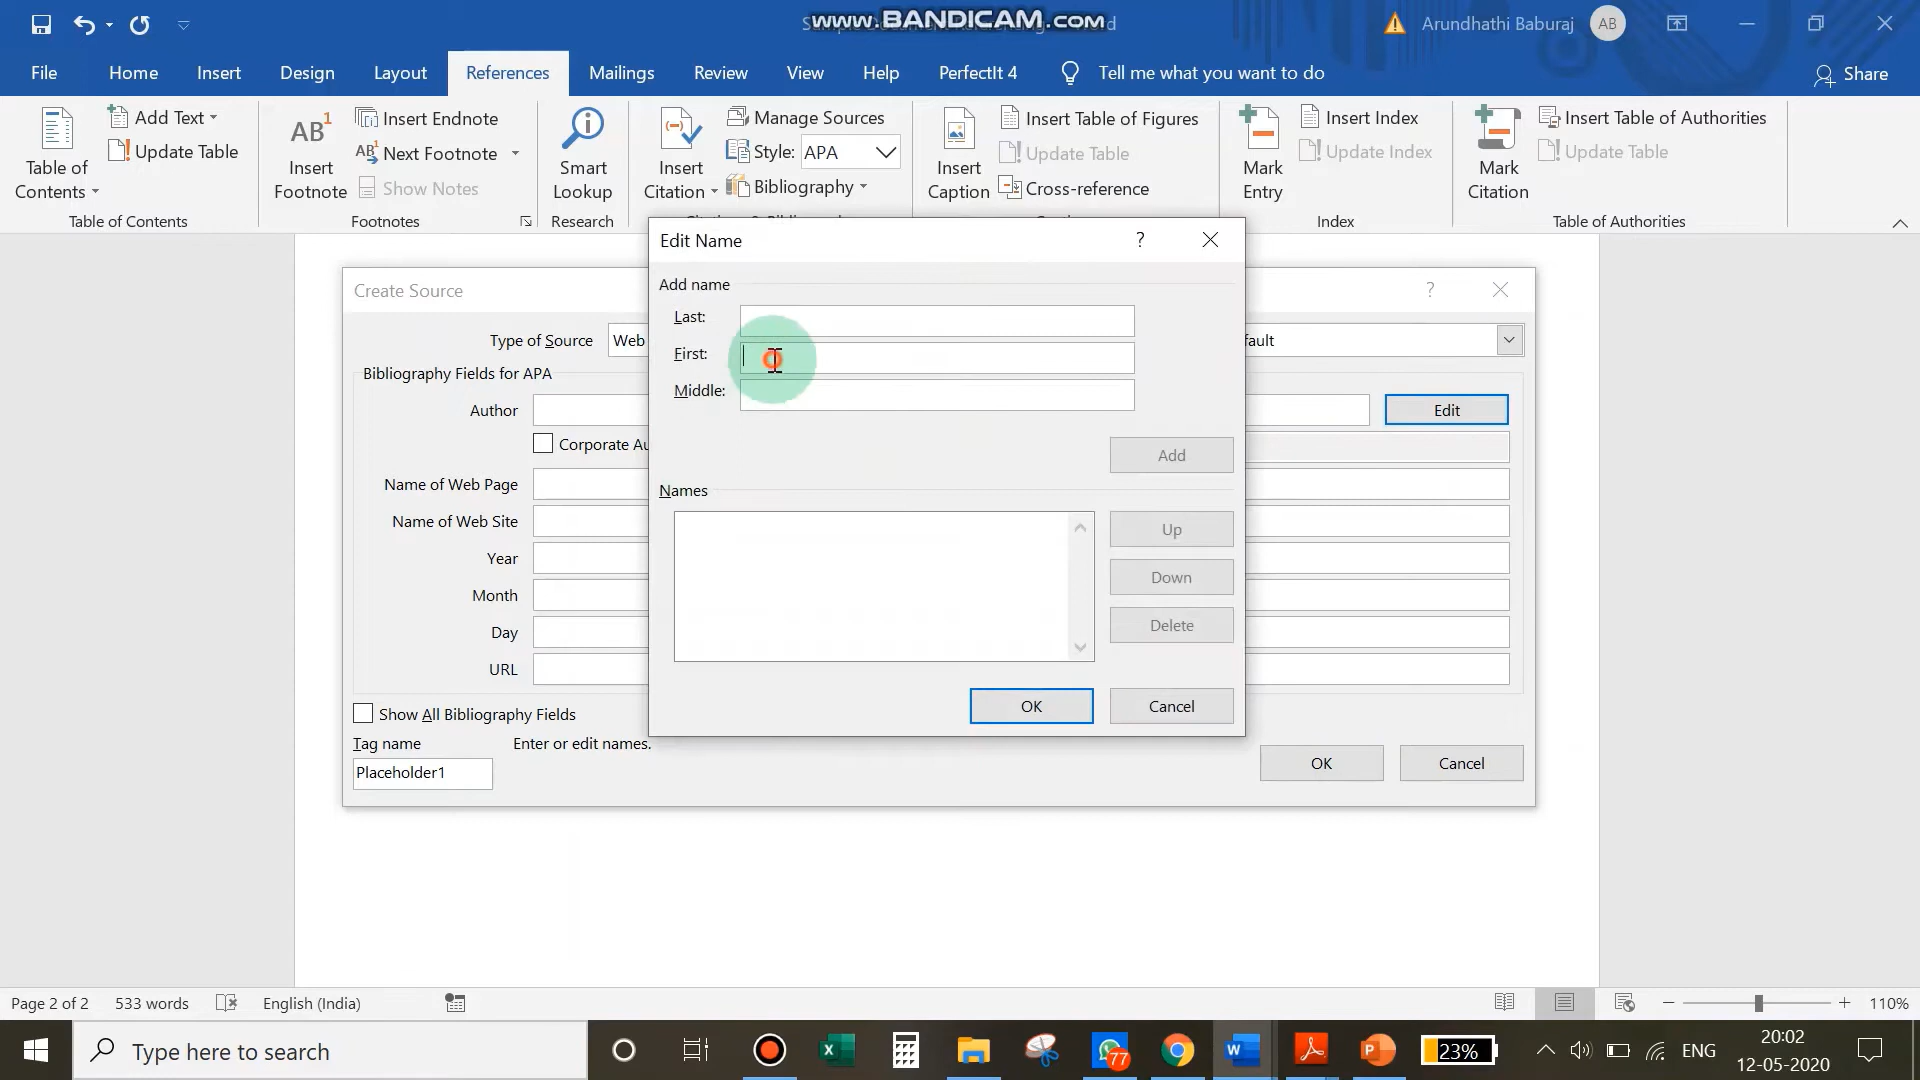 www.BANDICAM.com
Arundhathi Baburaj
AB
File
Home
Insert
Design
Layout
References
Mailings
Review
View
Help
PerfectIt 4
Tell me what you want to do
Share
Table of
Contents
Add Text
Update Table
Table of Contents
AB1
Insert
Footnote
Insert Endnote
Next Footnote
Show Notes
Footnotes
Smart
Lookup
Research
Insert
Citation
Manage Sources
Style: APA
Bibliography
Insert
Caption
Insert Table of Figures
Update Table
Cross-reference
Mark
Entry
Insert Index
Update Index
Index
Mark
Citation
Insert Table of Authorities
Update Table
Table of Authorities
Edit Name
?
Add name
Last:
First:
Middle:
Add
Names
Up
Down
Delete
OK
Cancel
Create Source
?
Type of Source
Web
fault
Bibliography Fields for APA
Author
Edit
Corporate Au
Name of Web Page
Name of Web Site
Year
Month
Day
URL
Show All Bibliography Fields
Tag name
Enter or edit names.
Placeholder1
OK
Cancel
Page 2 of 2
533 words
English (India)
110%
Type here to search
77
23%
ENG
20:02
12-05-2020